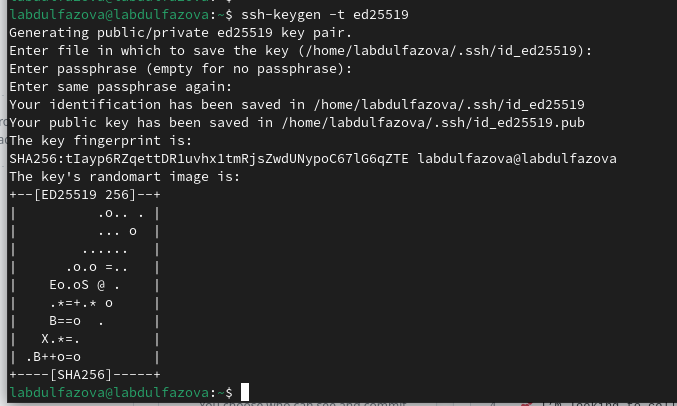 labdulfazova@labdulfazova:~$ ssh-keygen -t ed25519
Generating public/private ed25519 key pair.
Enter file in which to save the key (/home/labdulfazova/.ssh/id_ed25519):
Enter passphrase (empty for no passphrase):
Enter same passphrase again:
Your identification has been saved in /home/labdulfazova/.ssh/id_ed25519
Your public key has been saved in /home/labdulfazova/.ssh/id_ed25519.pub
The key fingerprint is:
SHA256:tIayp6RZqettDR1uvhx1tmRjsZwdUNypoC67lG6qZTE labdulfazova@labdulfazova
The key's randomart image is:
+--[ED25519 256]--+
|          .o.. . |
|          ... o  |
|        ......   |
|      .o.o =..   |
|    Eo.oS @ .    |
|    .*=+.* o     |
|    B==o  .      |
|   X.*=.         |
| .B++o=o         |
+----[SHA256]-----+
labdulfazova@labdulfazova:~$